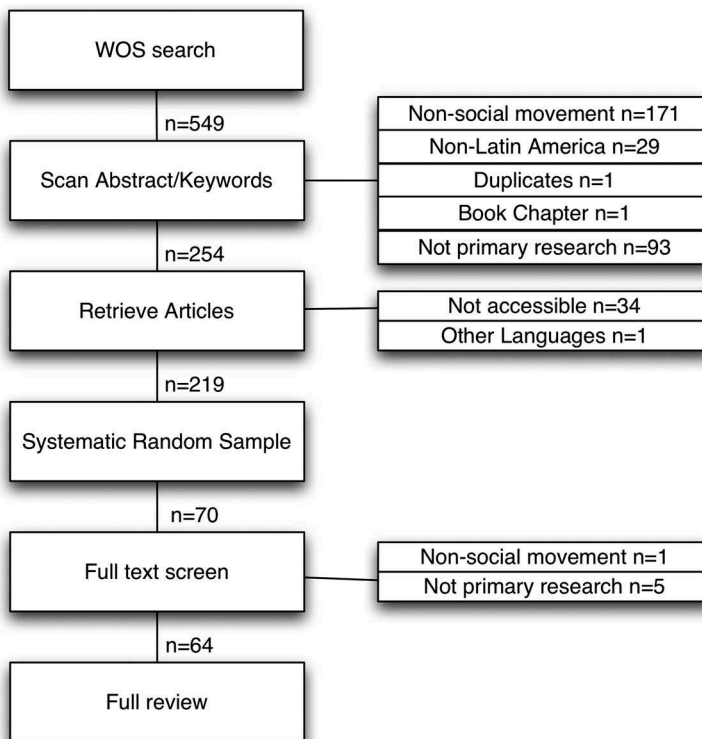 WOS search
n=549
Scan Abstract/Keywords
Non-social movement n=171
Non-Latin America n=29
Duplicates n=1
Book Chapter n=1
Not primary research n=93
n=254
Retrieve Articles
Not accessible n=34
Other Languages n=1
n=219
Systematic Random Sample
n=70
Full text screen
Non-social movement n=1
Not primary research n=5
n=64
Full review